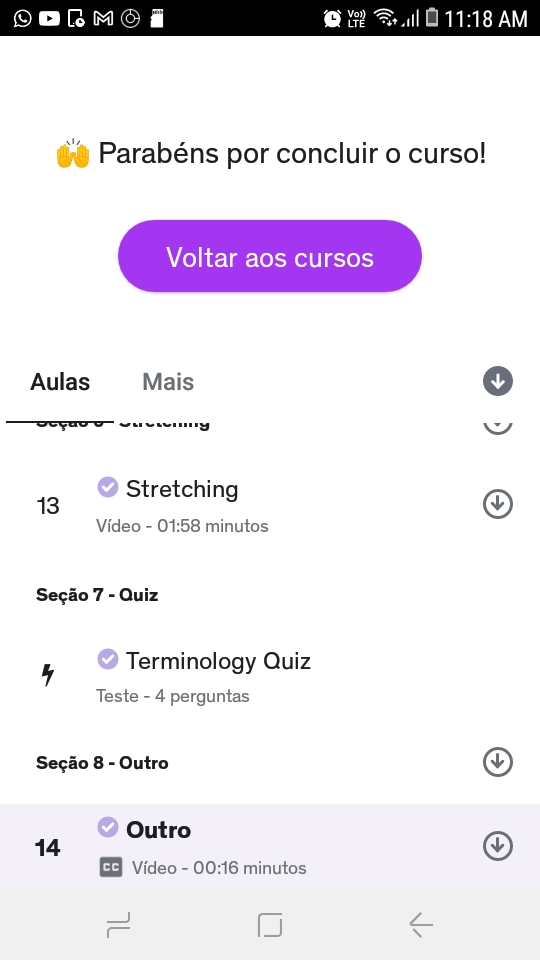 Vo))
LTE
11:18 AM
🙌 Parabéns por concluir o curso!
Voltar aos cursos
Aulas Mais
Seção 6 - Stretching
13 Stretching
Vídeo - 01:58 minutos
Seção 7 - Quiz
Terminology Quiz
Teste - 4 perguntas
Seção 8 - Outro
14 Outro
CC Vídeo - 00:16 minutos